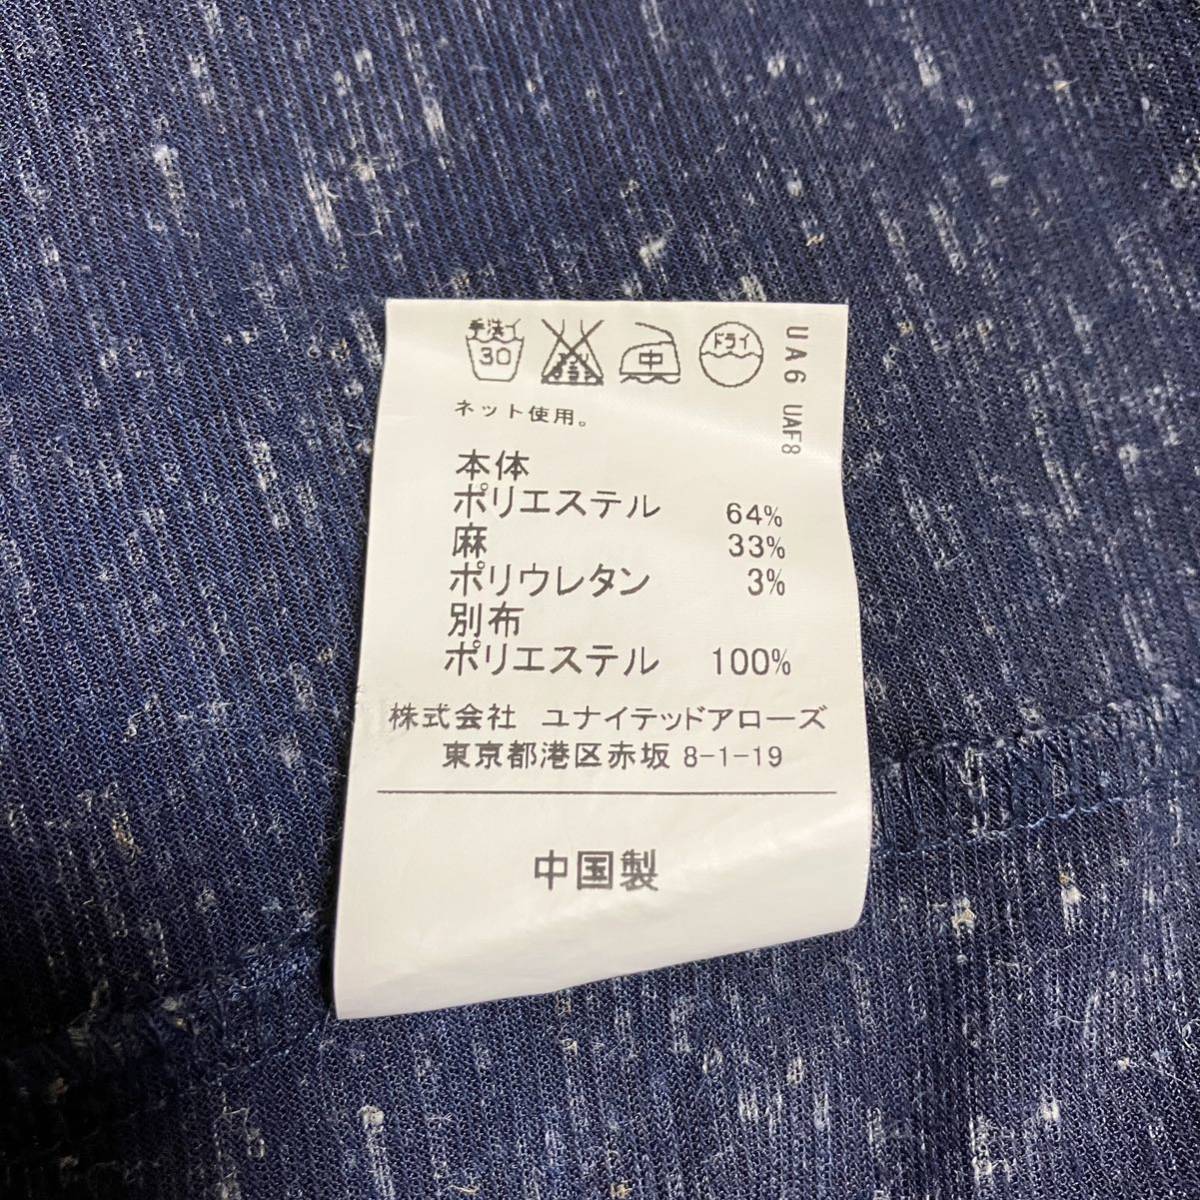 手洗イ
30
中
ドライ
UA6 UAF8
ネット使用。
本体
ポリエステル 64%
麻 33%
ポリウレタン 3%
別布
ポリエステル 100%
株式会社 ユナイテッドアローズ
東京都港区赤坂 8-1-19
中国製